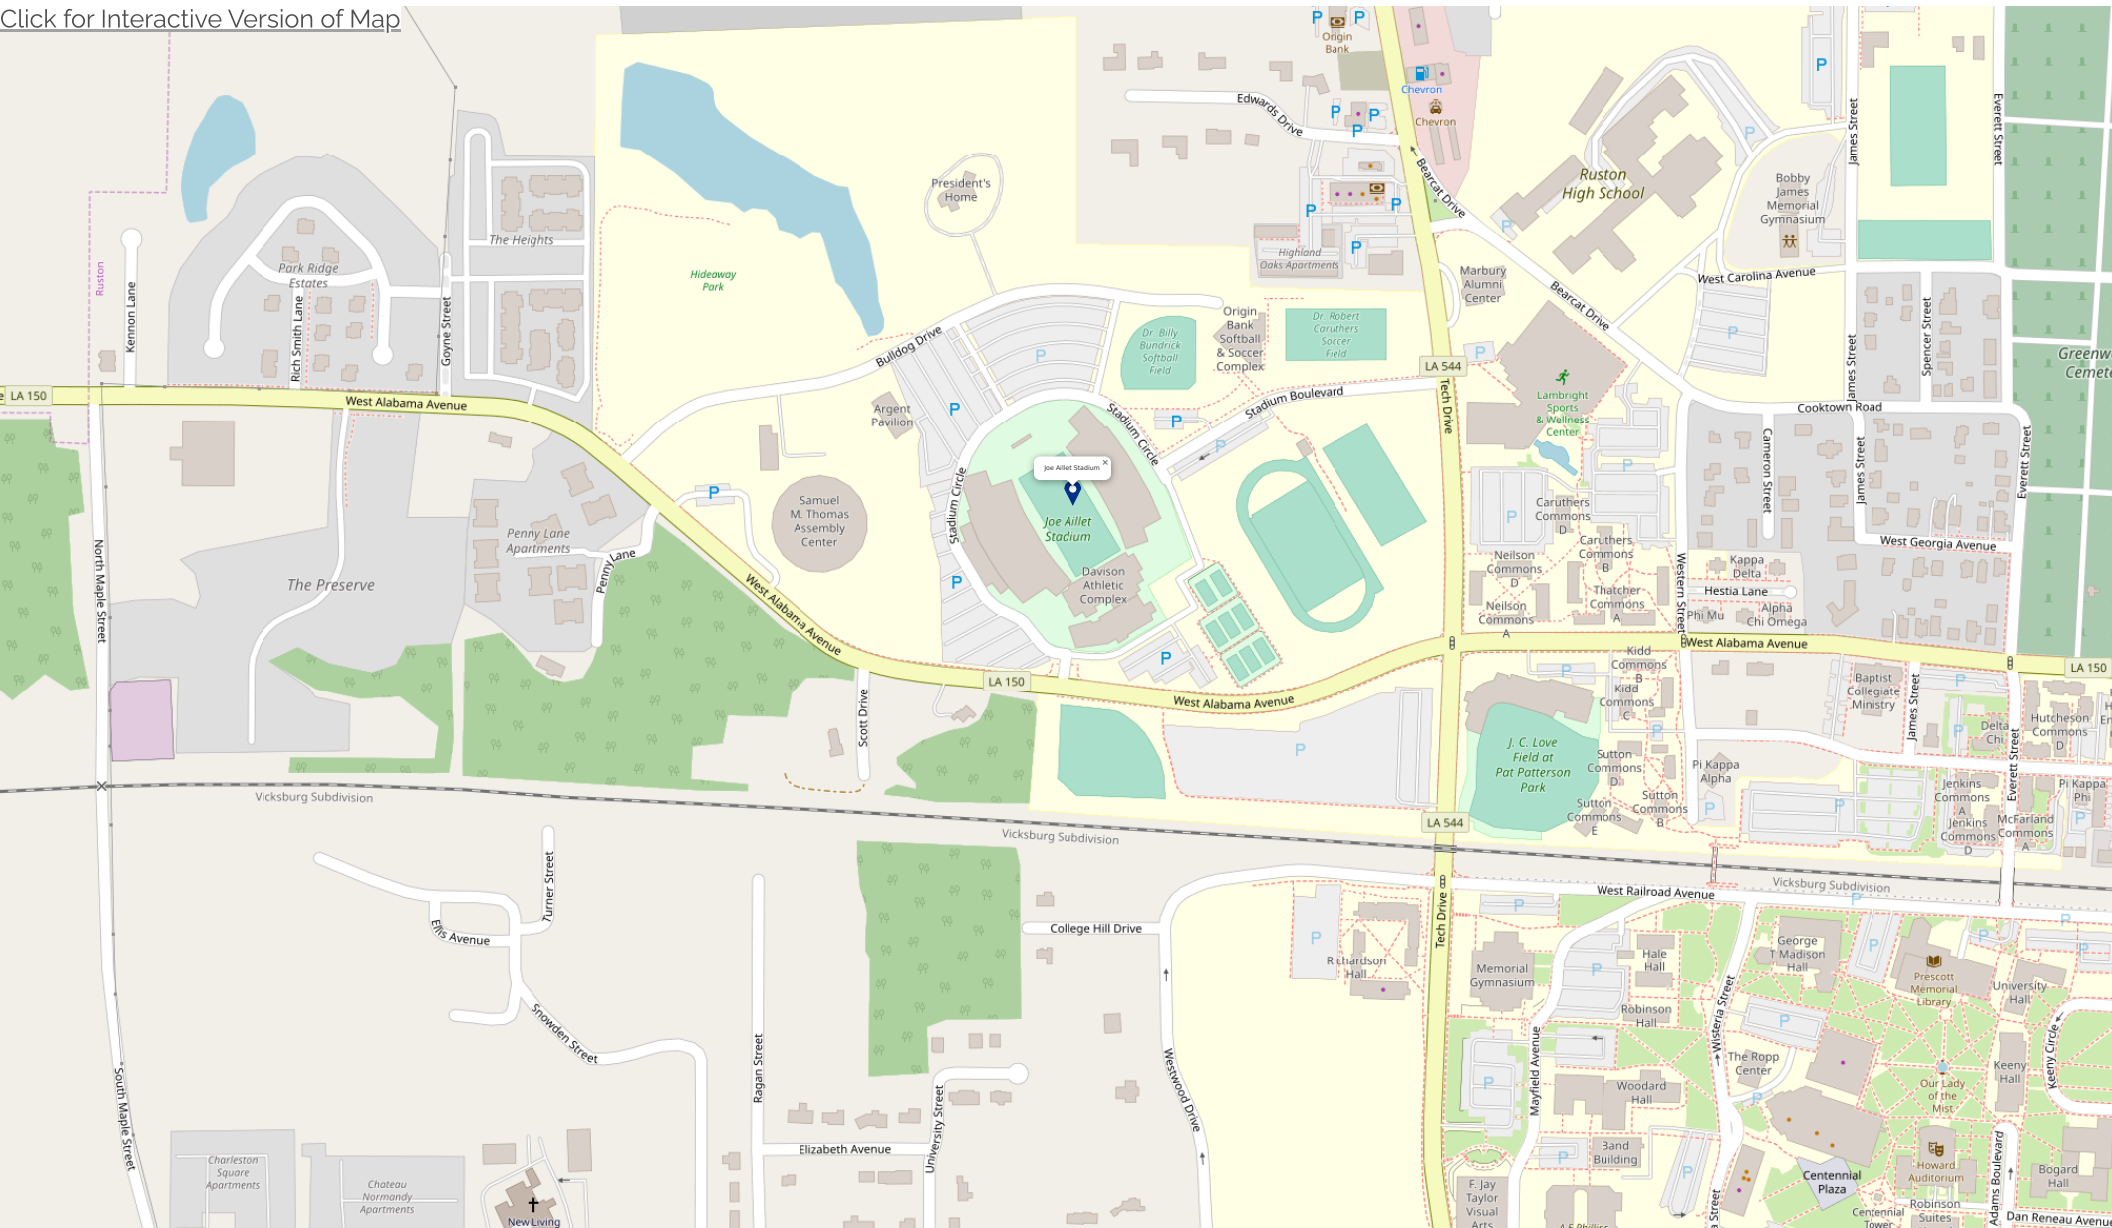 Click for Interactive Version of Map
Origin
Bank
Chevron
Chevron
Edwards Drive
Bearcat Drive
Ruston
High School
Bobby
James
Memorial
Gymnasium
James Street
Everett Street
President's
Home
The Heights
Park Ridge
Estates
Hideaway
Park
Highland
Oaks Apartments
Marbury
Alumni
Center
West Carolina Avenue
Bearcat Drive
Ruston
Kennon Lane
Rich Smith Lane
Goyne Street
Bulldog Drive
Dr. Billy
Bundrick
Softball
Field
Origin
Bank
Softball
& Soccer
Complex
Dr. Robert
Caruthers
Soccer
Field
James Street
Spencer Street
LA 544
LA 150
West Alabama Avenue
Argent
Pavilion
Stadium Circle
Stadium Boulevard
Tech Drive
Lambright
Sports
& Wellness
Center
Cooktown Road
Cameron Street
James Street
Everett Street
Joe Aillet Stadium
Joe Aillet
Stadium
Samuel
M. Thomas
Assembly
Center
Stadium Circle
Davison
Athletic
Complex
Caruthers
Commons
D
Caruthers
Commons
B
Neilson
Commons
D
Neilson
Commons
A
Thatcher
Commons
A
Western Street
Kappa
Delta
Hestia Lane
Phi Mu
Alpha
Chi Omega
West Georgia Avenue
Penny Lane
Apartments
Penny Lane
The Preserve
North Maple Street
West Alabama Avenue
West Alabama Avenue
LA 150
LA 150
West Alabama Avenue
Scott Drive
Kidd
Commons
B
Kidd
Commons
C
Baptist
Collegiate
Ministry
James Street
Delta
Chi
Hutcheson
Commons
D
Everett Street
J. C. Love
Field at
Pat Patterson
Park
Sutton
Commons
D
Sutton
Commons
E
Sutton
Commons
B
Pi Kappa
Alpha
Jenkins
Commons
A
Jenkins
Commons
D
McFarland
Commons
A
Pi Kappa
Phi
LA 544
Vicksburg Subdivision
Vicksburg Subdivision
Vicksburg Subdivision
West Railroad Avenue
Turner Street
Ellis Avenue
Snowden Street
Ragan Street
College Hill Drive
Westwood Drive
Tech Drive
Richardson
Hall
Memorial
Gymnasium
Hale
Hall
Robinson
Hall
George
T Madison
Hall
Prescott
Memorial
Library
University
Hall
Wisteria Street
Keeny Circle
Keeny
Hall
The Ropp
Center
Our Lady
of the
Mist
Woodard
Hall
Mayfield Avenue
Band
Building
Howard
Auditorium
Centennial
Plaza
Bogard
Hall
Adams Boulevard
Robinson
Suites
Centennial
Tower
Dan Reneau Avenue
F. Jay
Taylor
Visual
Arts
South Maple Street
Charleston
Square
Apartments
Chateau
Normandy
Apartments
New Living
Elizabeth Avenue
University Street